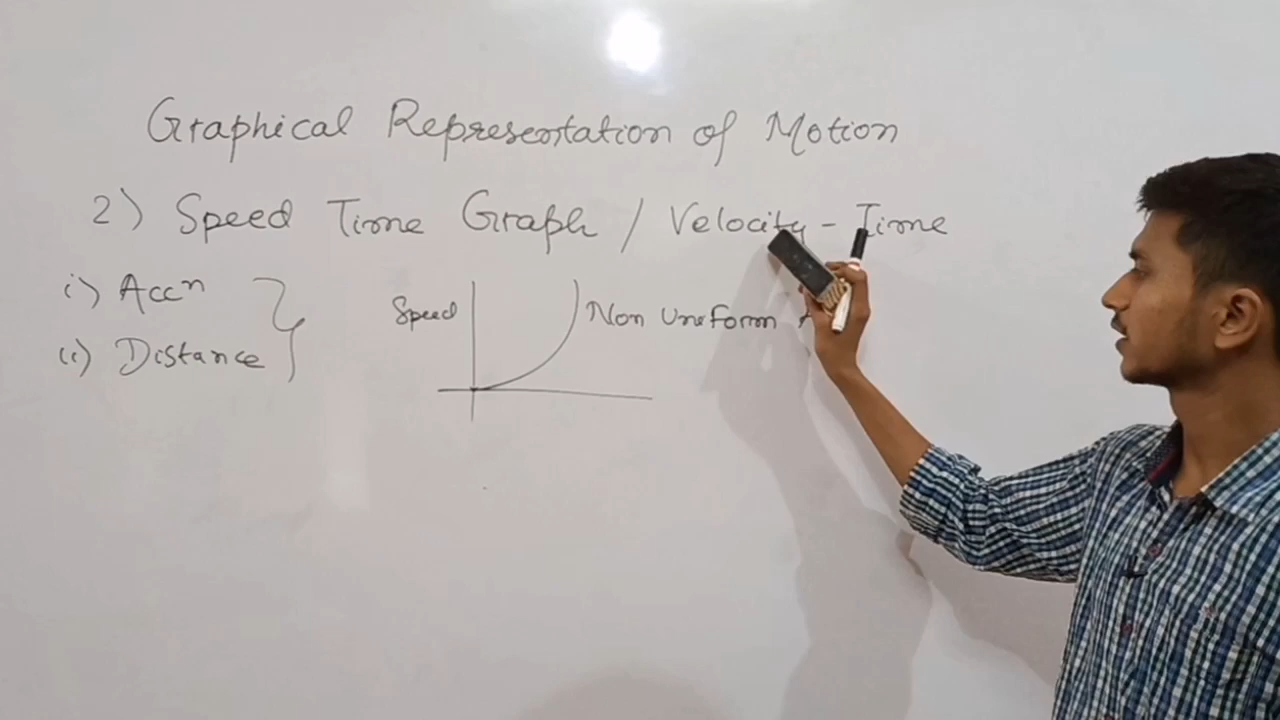 Graphical Representation of Motion
2) Speed Time Graph / Velocity - Time
i) Accn
ii) Distance
Speed
Non Uniform